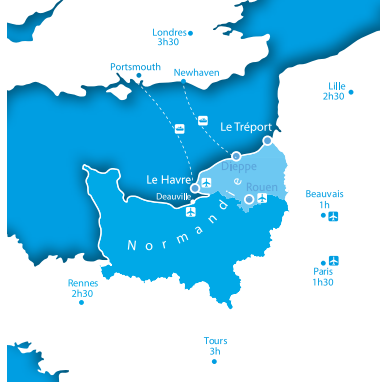 Londres
3h30
Portsmouth
Newhaven
Lille
2h30
Le Tréport
Dieppe
Le Havre
Rouen
Deauville
Beauvais
1h
Normandie
Paris
1h30
Rennes
2h30
Tours
3h